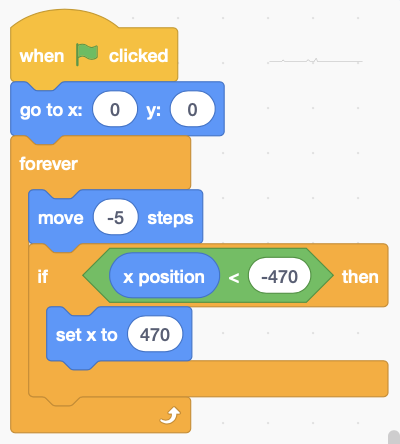 when clicked
go to x: 0 y: 0
forever
move -5 steps
if x position < -470 then
set x to 470